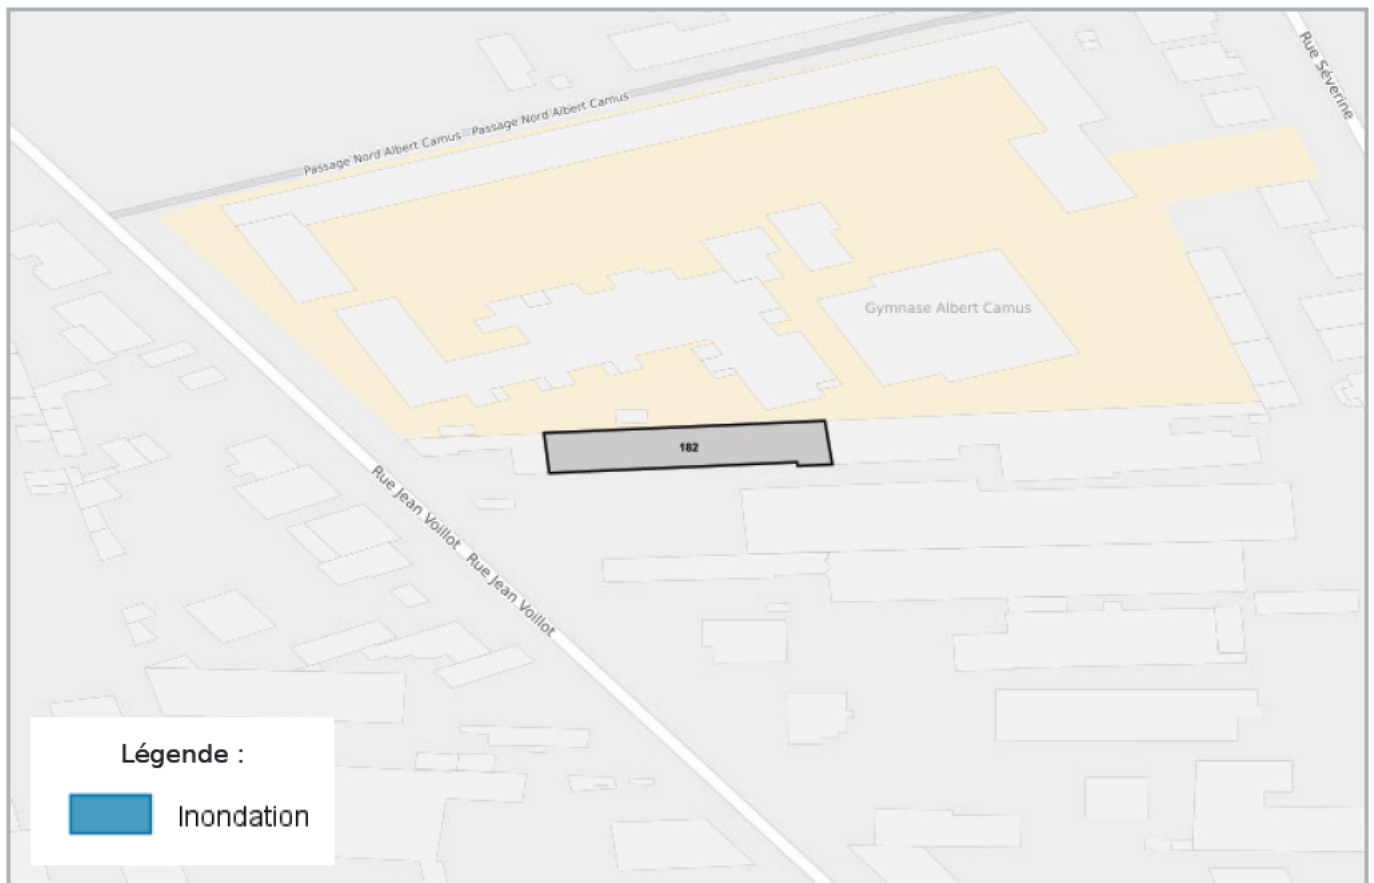 Rue Séverine
Passage Nord Albert Camus Passage Nord Albert Camus
Gymnase Albert Camus
182
Rue Jean Voillot Rue Jean Voillot
Légende :
Inondation